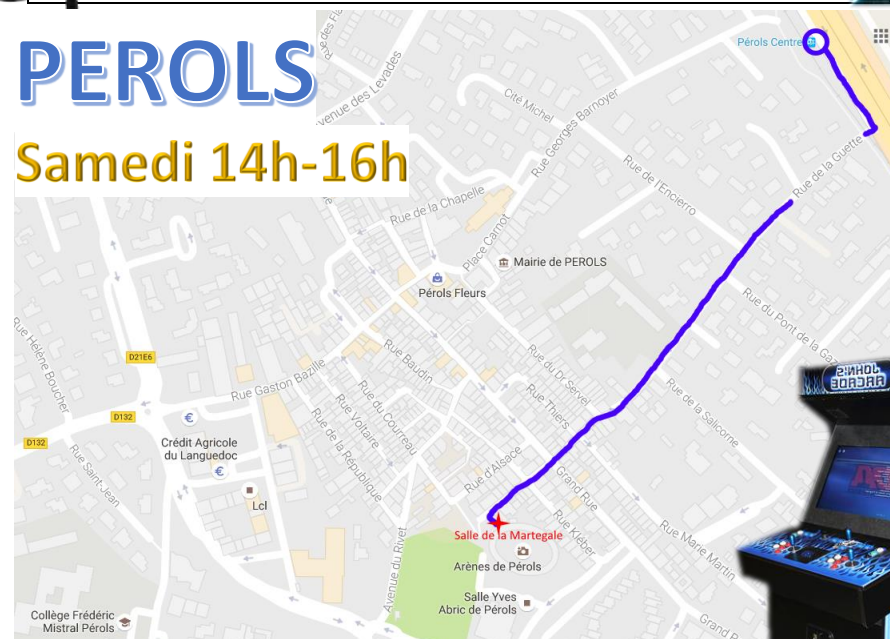 PEROLS
Samedi 14h-16h
Pérols Centre
Cité Michel
Rue Georges Barnoyer
Rue de la Guette
Rue de l'Encierro
Rue de la Chapelle
Place Carnot
Mairie de PEROLS
Pérols Fleurs
Rue du Pont de la Gaz
D21E6
Rue Hélène Boucher
Rue Gaston Bazille
Rue Baudin
Rue du Dr Servel
Rue Thiers
Rue de la Salicorne
D132
D132
Crédit Agricole
du Languedoc
Rue du Courreau
Rue Voltaire
Rue de la République
Rue Saint-Jean
Lcl
Rue d'Alsace
Grand Rue
Rue Kléber
Salle de la Martegale
Arènes de Pérols
Rue Marie Martin
Avenue du Rivet
Salle Yves
Abric de Pérols
Collège Frédéric
Mistral Pérols
Grand